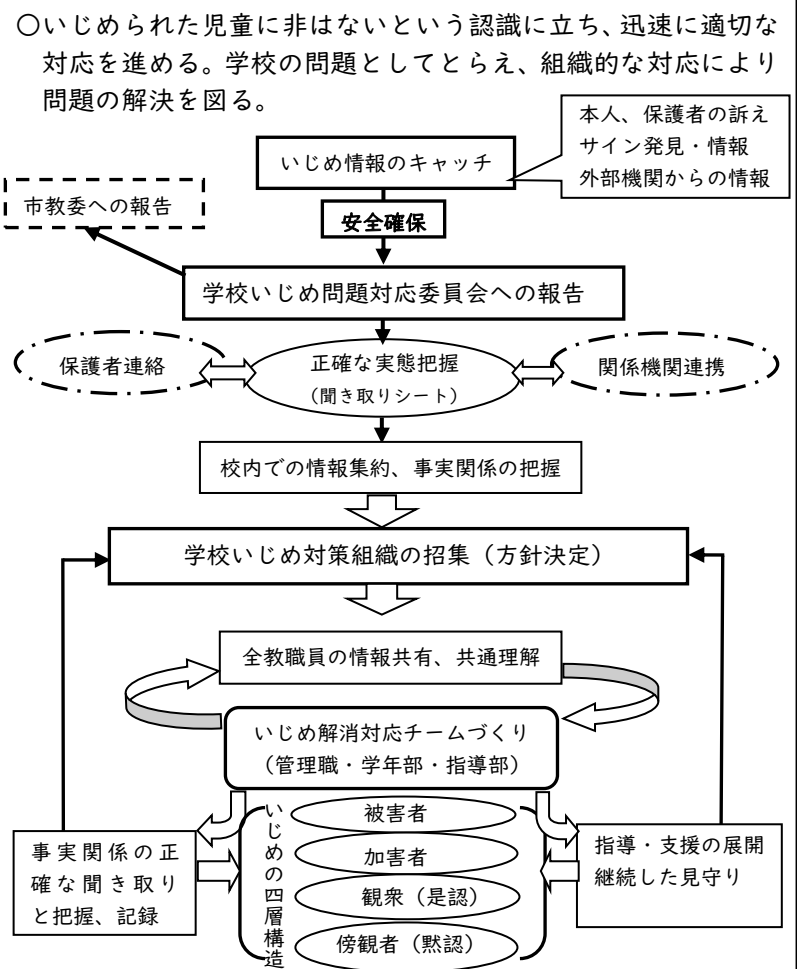 〇いじめられた児童に非はないという認識に立ち、迅速に適切な
対応を進める。学校の問題としてとらえ、組織的な対応により
問題の解決を図る。
本人、保護者の訴え
サイン発見・情報
外部機関からの情報
いじめ情報のキャッチ
市教委への報告
安全確保
学校いじめ問題対応委員会への報告
保護者連絡
正確な実態把握
(聞き取りシート)
関係機関連携
校内での情報集約、事実関係の把握
学校いじめ対策組織の招集（方針決定）
全教職員の情報共有、共通理解
いじめ解消対応チームづくり
（管理職・学年部・指導部）
事実関係の正
確な聞き取り
と把握、記録
いじめの四層構造
被害者
加害者
観衆（是認）
傍観者（黙認）
指導・支援の展開
継続した見守り